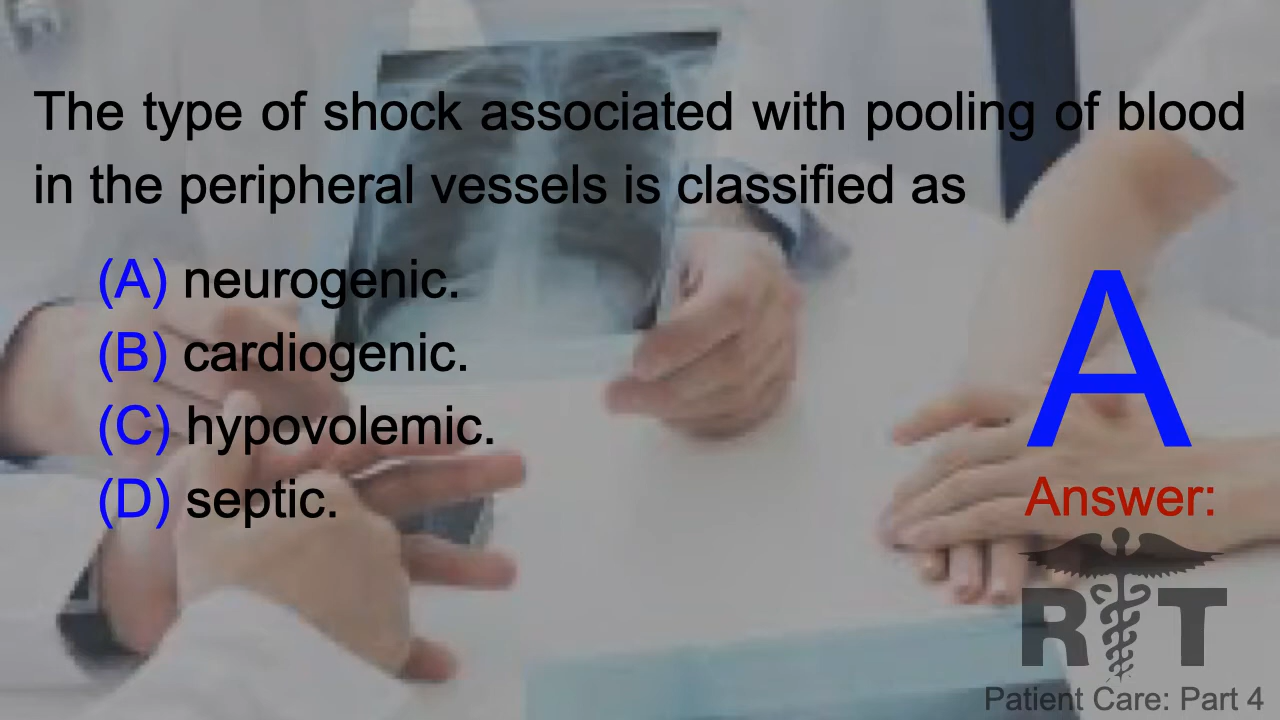 The type of shock associated with pooling of blood
in the peripheral vessels is classified as
(A) neurogenic.
(B) cardiogenic.
(C) hypovolemic.
(D) septic.
A
Answer:
R T
Patient Care: Part 4